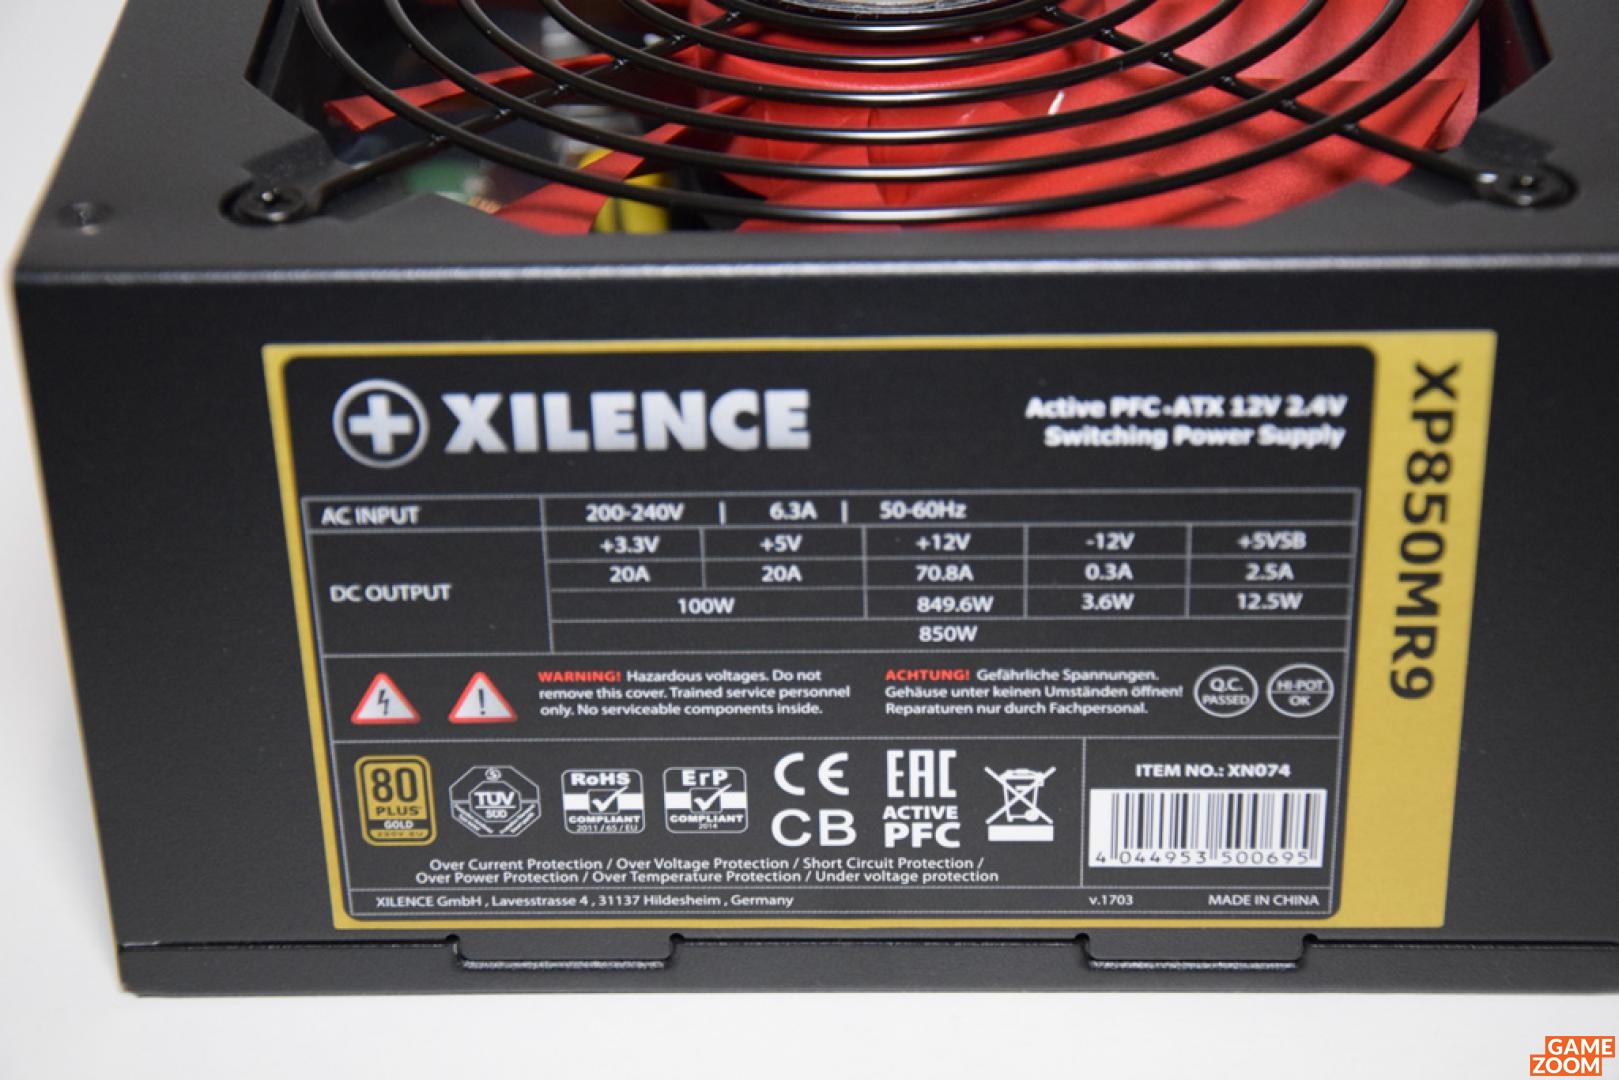 XILENCE
Active PFC-ATX 12V 2.4V
Switching Power Supply
XP850MR9
AC INPUT 200-240V | 6.3A | 50-60Hz
DC OUTPUT
+3.3V +5V +12V -12V +5VSB
20A 20A 70.8A 0.3A 2.5A
100W 849.6W 3.6W 12.5W
850W
WARNING! Hazardous voltages. Do not
remove this cover. Trained service personnel
only. No serviceable components inside.
ACHTUNG! Gefährliche Spannungen.
Gehäuse unter keinen Umständen öffnen!
Reparaturen nur durch Fachpersonal.
Q.C.
PASSED
HI-POT
OK
80
PLUS
GOLD
230V EU
TÜV
SÜD
RoHS
COMPLIANT
2011/65/EU
ErP
COMPLIANT
2014
CE
CB
EAC
ACTIVE
PFC
ITEM NO.: XN074
4 044953 500695
Over Current Protection / Over Voltage Protection / Short Circuit Protection /
Over Power Protection / Over Temperature Protection / Under voltage protection
XILENCE GmbH , Lavesstrasse 4 , 31137 Hildesheim , Germany
v.1703 MADE IN CHINA
GAME
ZOOM